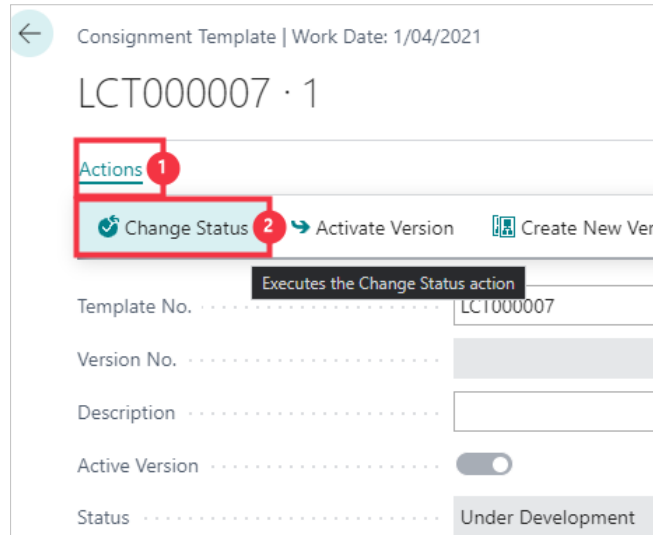 Consignment Template | Work Date: 1/04/2021
LCT000007 · 1
Actions 1
Change Status 2 Activate Version Create New Ver
Executes the Change Status action
Template No. LCT000007
Version No.
Description
Active Version
Status Under Development